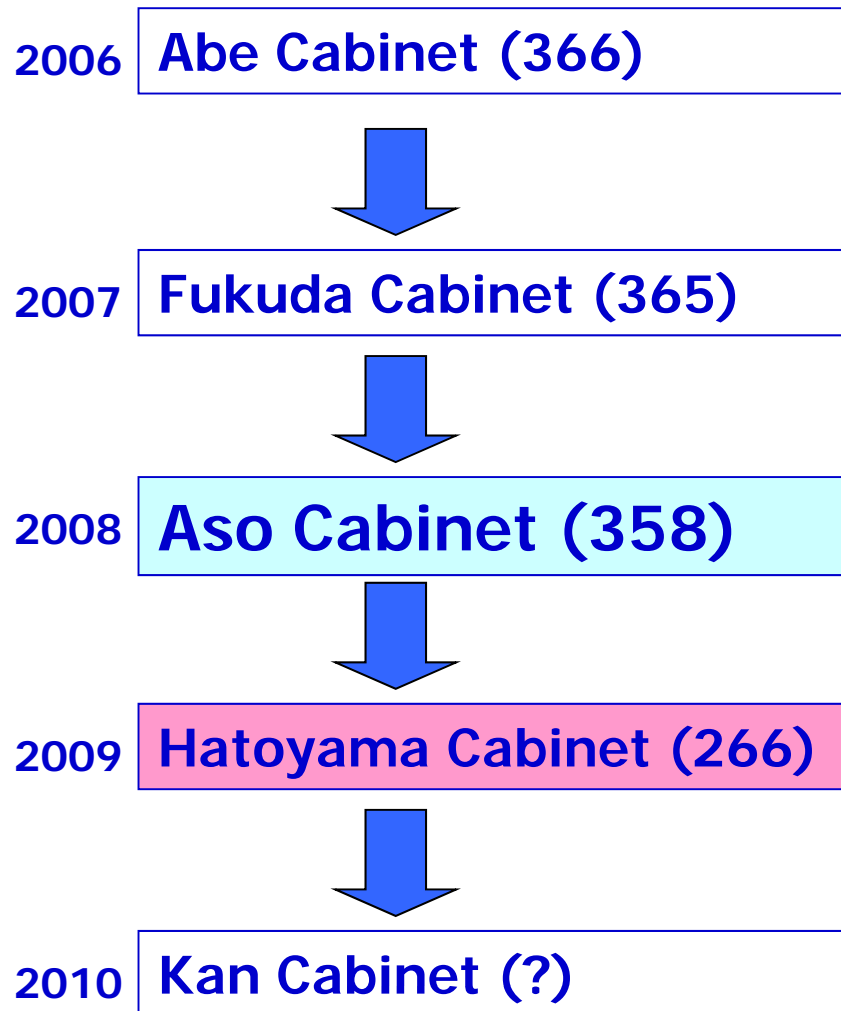 2006 Abe Cabinet (366)
2007 Fukuda Cabinet (365)
2008 Aso Cabinet (358)
2009 Hatoyama Cabinet (266)
2010 Kan Cabinet (?)